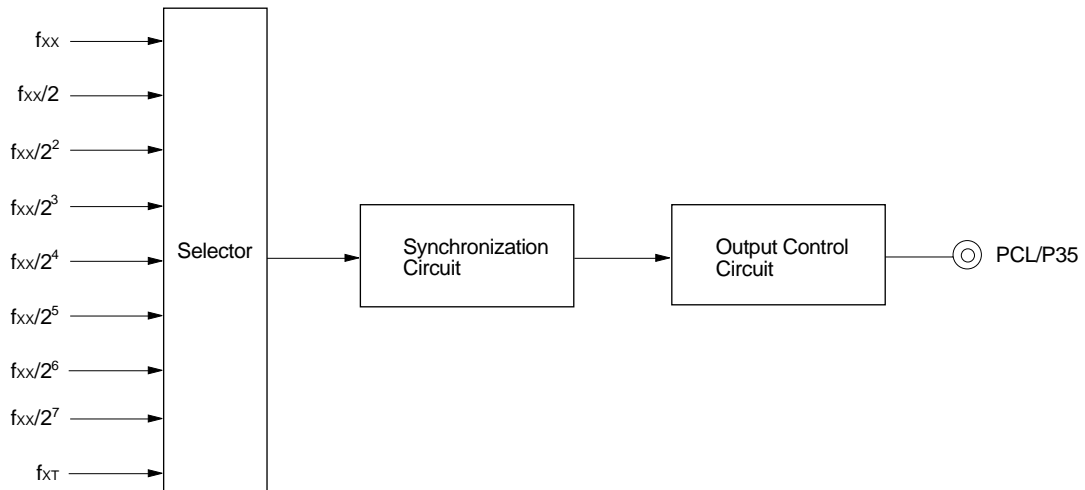 fXX
fXX/2
fXX/2²
fXX/2³
fXX/2⁴
fXX/2⁵
fXX/2⁶
fXX/2⁷
fXT
Selector
Synchronization
Circuit
Output Control
Circuit
PCL/P35